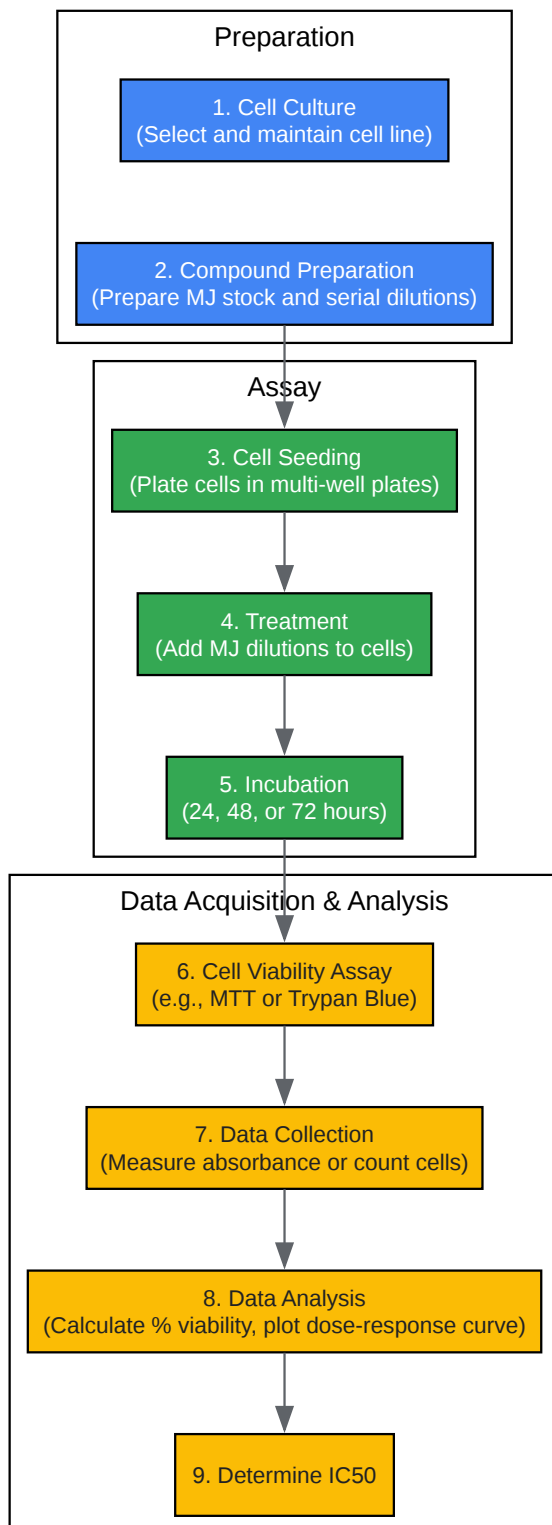 Preparation
1. Cell Culture
(Select and maintain cell line)
2. Compound Preparation
(Prepare MJ stock and serial dilutions)
Assay
3. Cell Seeding
(Plate cells in multi-well plates)
4. Treatment
(Add MJ dilutions to cells)
5. Incubation
(24, 48, or 72 hours)
Data Acquisition & Analysis
6. Cell Viability Assay
(e.g., MTT or Trypan Blue)
7. Data Collection
(Measure absorbance or count cells)
8. Data Analysis
(Calculate % viability, plot dose-response curve)
9. Determine IC50